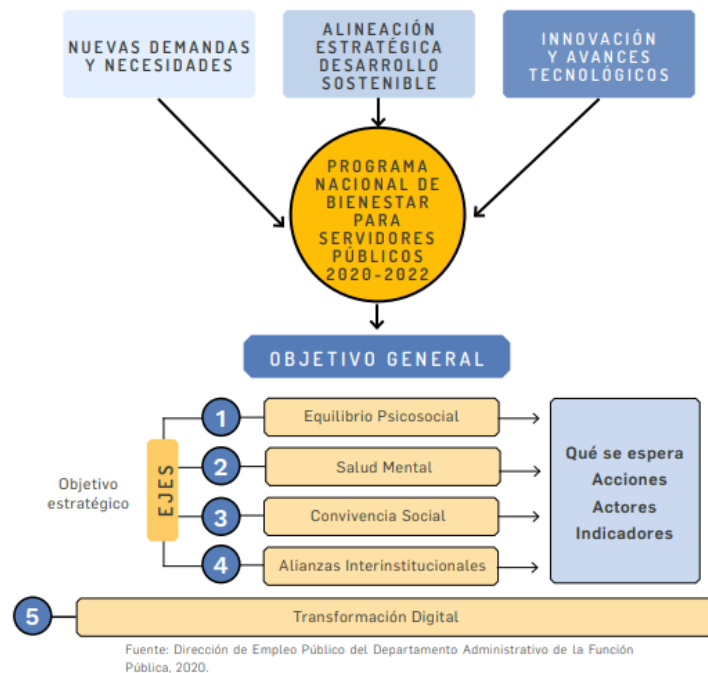 NUEVAS DEMANDAS
Y NECESIDADES
ALINEACIÓN
ESTRATÉGICA
DESARROLLO
SOSTENIBLE
INNOVACIÓN
Y AVANCES
TECNOLÓGICOS
PROGRAMA
NACIONAL DE
BIENESTAR
PARA
SERVIDORES
PÚBLICOS
2020-2022
OBJETIVO GENERAL
Objetivo
estratégico
EJES
1
Equilibrio Psicosocial
2
Salud Mental
3
Convivencia Social
4
Alianzas Interinstitucionales
Qué se espera
Acciones
Actores
Indicadores
5
Transformación Digital
Fuente: Dirección de Empleo Público del Departamento Administrativo de la Función
Pública, 2020.